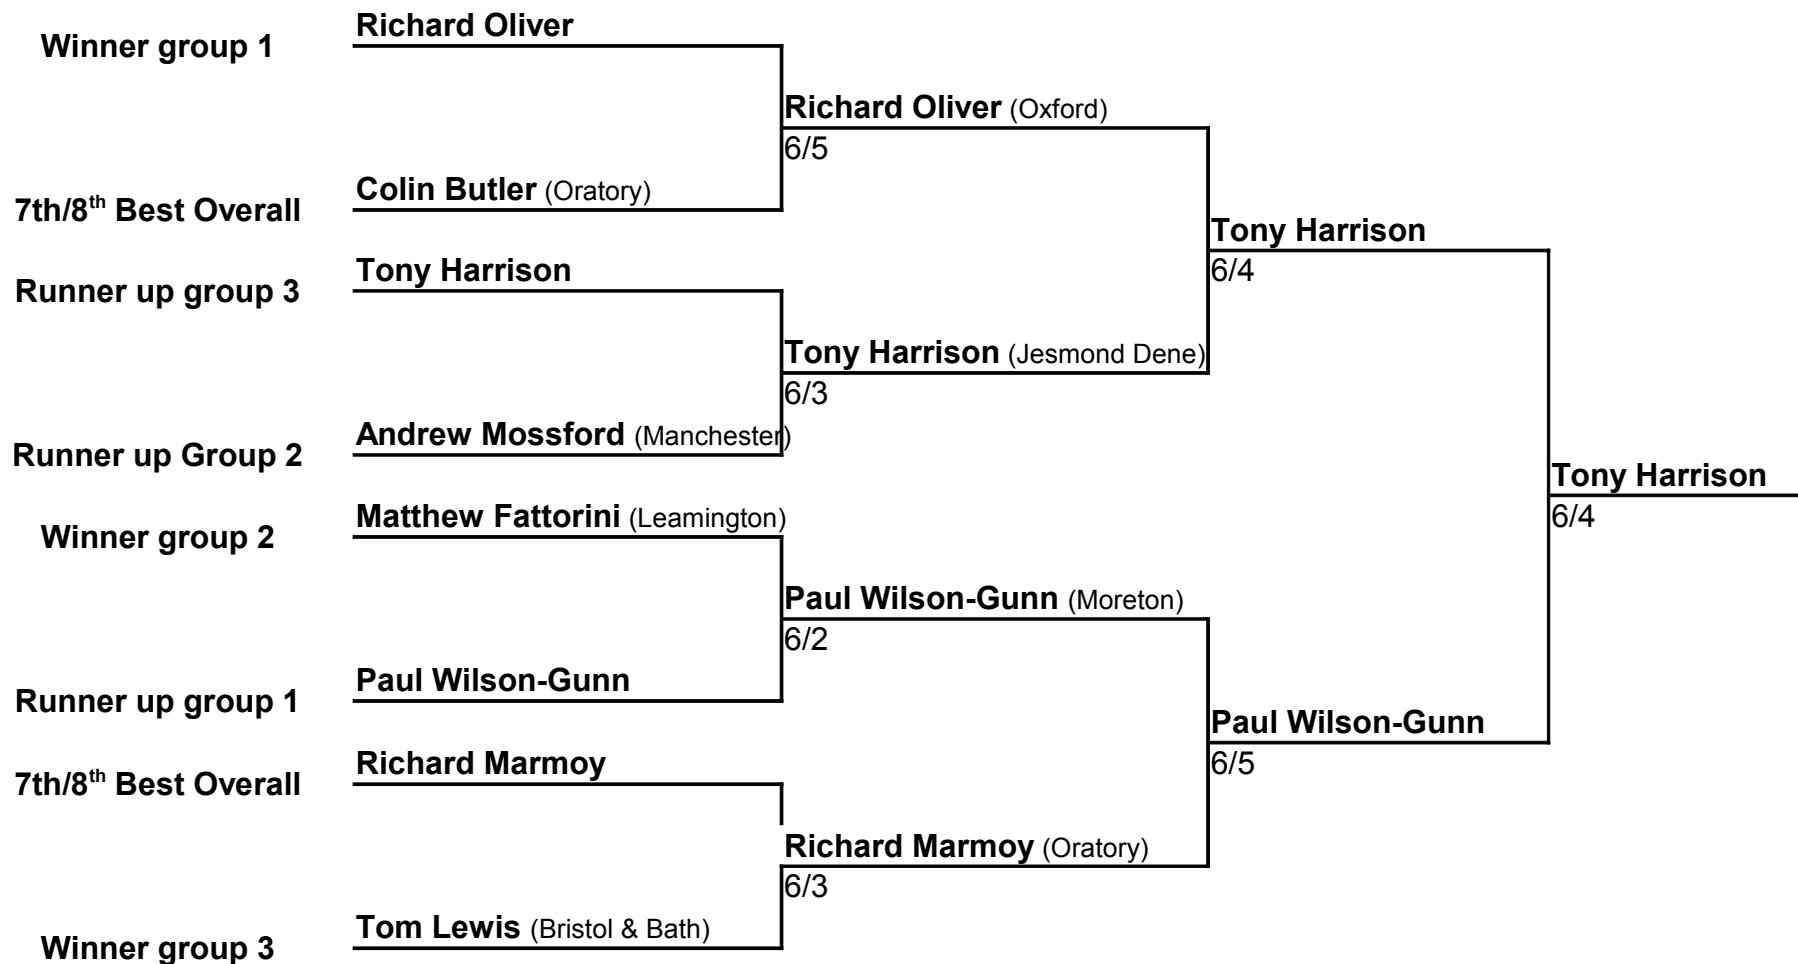 Richard Oliver
Winner group 1
Richard Oliver (Oxford)
6/5
Colin Butler (Oratory)
7th/8th Best Overall
Tony Harrison
6/4
Tony Harrison
Runner up group 3
Tony Harrison (Jesmond Dene)
6/3
Andrew Mossford (Manchester)
Runner up Group 2
Tony Harrison
6/4
Matthew Fattorini (Leamington)
Winner group 2
Paul Wilson-Gunn (Moreton)
6/2
Paul Wilson-Gunn
Runner up group 1
Paul Wilson-Gunn
6/5
Richard Marmoy
7th/8th Best Overall
Richard Marmoy (Oratory)
6/3
Tom Lewis (Bristol & Bath)
Winner group 3